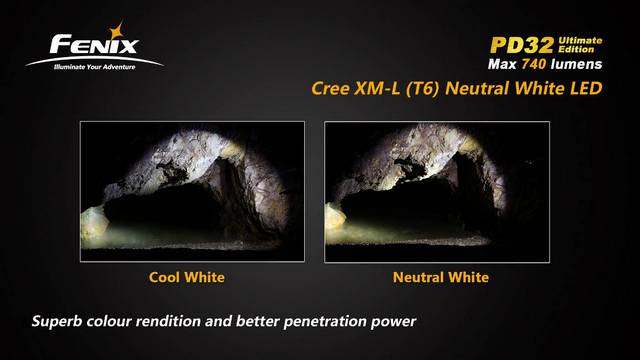 FENIX
Illuminate Your Adventure
PD32 Ultimate Edition
Max 740 lumens
Cree XM-L (T6) Neutral White LED
Cool White
Neutral White
Superb colour rendition and better penetration power